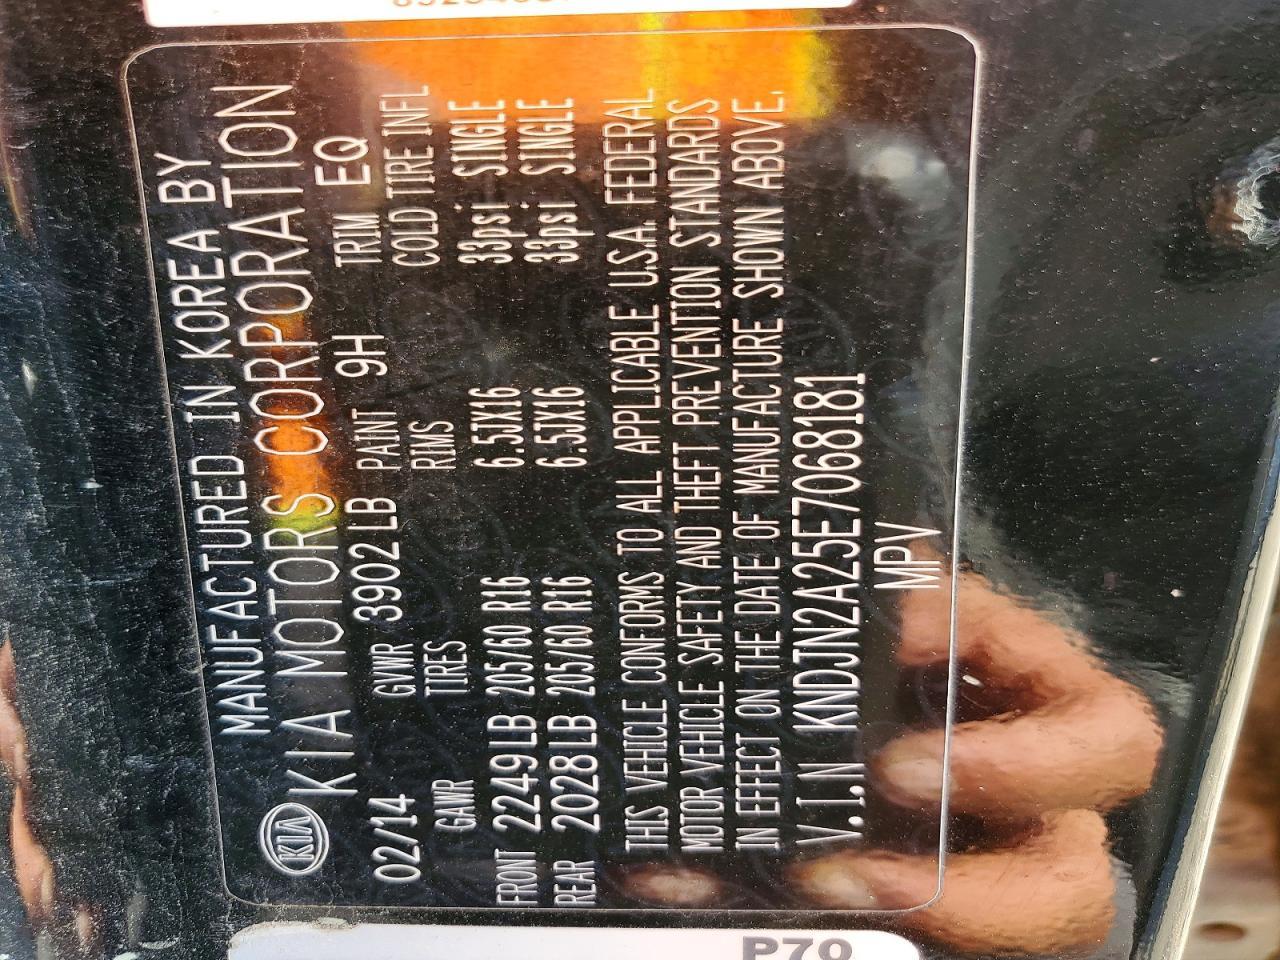 MANUFACTURED IN KOREA BY
KIA KIA MOTORS CORPORATION
02/14 GVWR 3902 LB PAINT 9H TRIM EQ
GAWR TIRES RIMS COLD TIRE INFL
FRONT 2249LB 205/60 R16 6.5JX16 33psi SINGLE
REAR 2028LB 205/60 R16 6.5JX16 33psi SINGLE
THIS VEHICLE CONFORMS TO ALL APPLICABLE U.S.A. FEDERAL
MOTOR VEHICLE SAFETY AND THEFT PREVENTION STANDARDS
IN EFFECT ON THE DATE OF MANUFACTURE SHOWN ABOVE.
V.I.N KNDJN2A25E7068181
MPV
P70